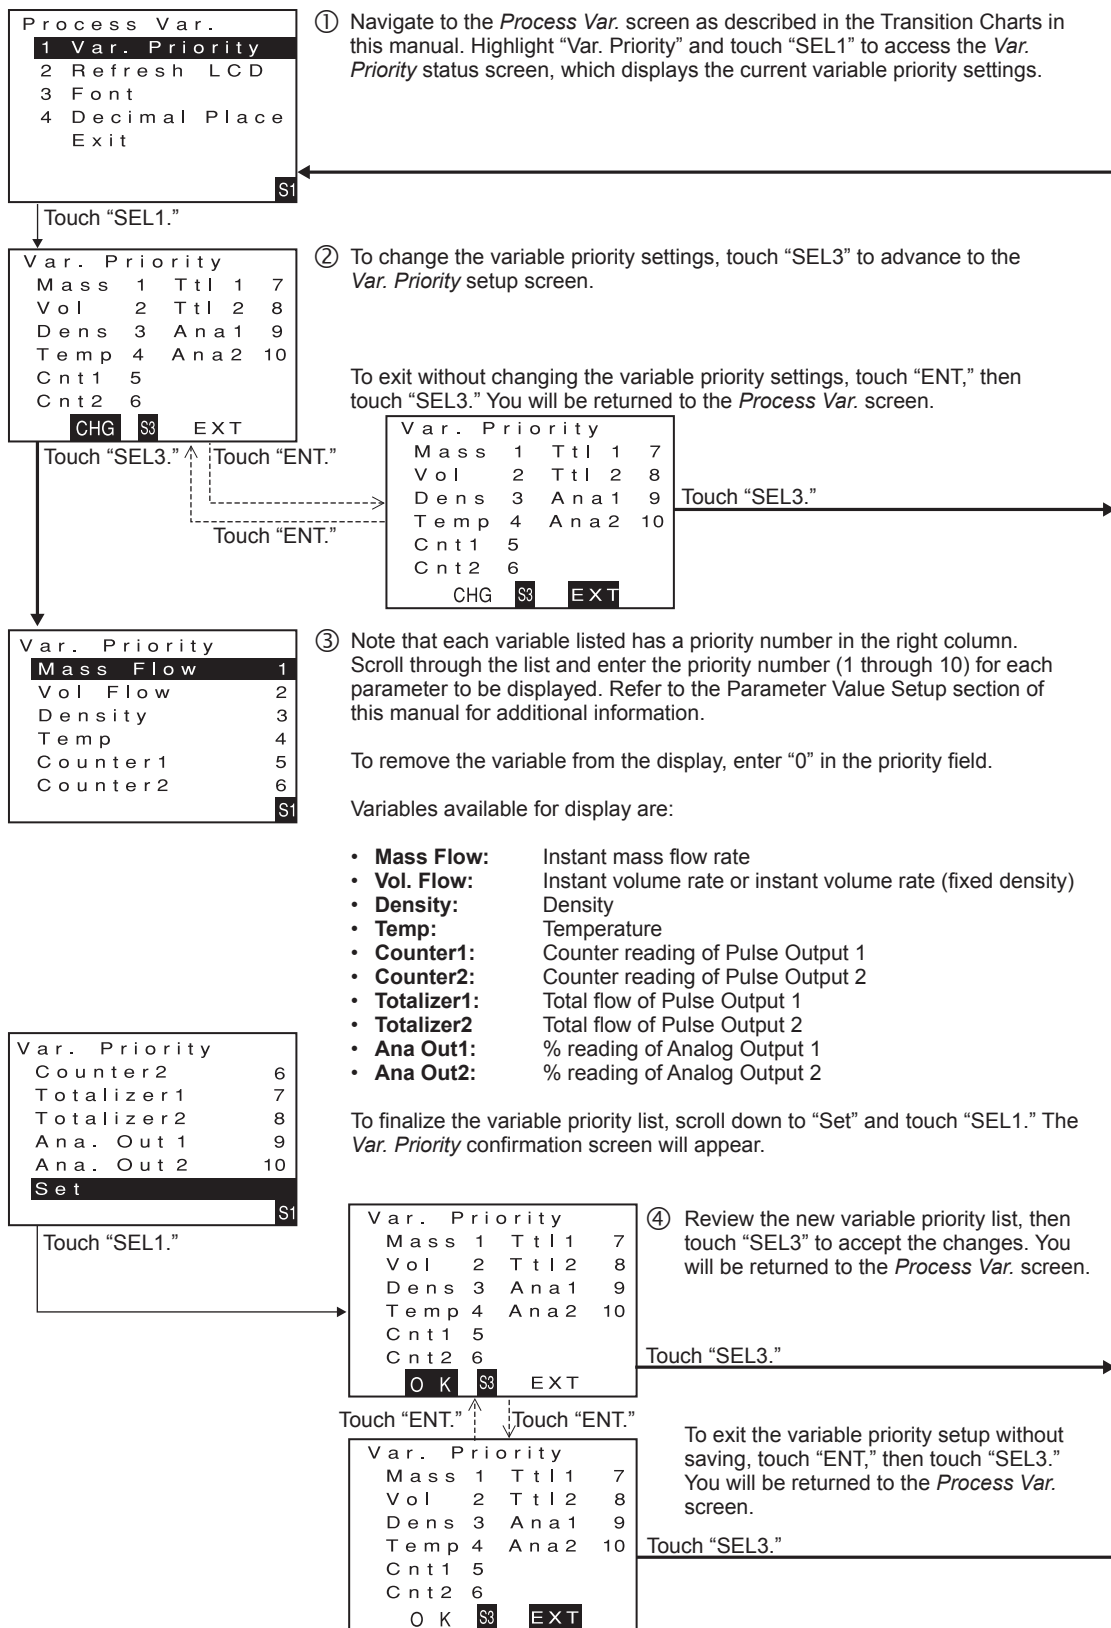 Process Var.
1 Var. Priority
2 Refresh LCD
3 Font
4 Decimal Place
Exit
S1
① Navigate to the Process Var. screen as described in the Transition Charts in
this manual. Highlight “Var. Priority” and touch “SEL1” to access the Var.
Priority status screen, which displays the current variable priority settings.
Touch “SEL1.”
Var. Priority
Mass 1 Ttl 1 7
Vol 2 Ttl 2 8
Dens 3 Ana1 9
Temp 4 Ana2 10
Cnt1 5
Cnt2 6
CHG S3 EXT
② To change the variable priority settings, touch “SEL3” to advance to the
Var. Priority setup screen.
To exit without changing the variable priority settings, touch “ENT,” then
touch “SEL3.” You will be returned to the Process Var. screen.
Touch “SEL3.”
Touch “ENT.”
Touch “ENT.”
Var. Priority
Mass 1 Ttl 1 7
Vol 2 Ttl 2 8
Dens 3 Ana1 9
Temp 4 Ana2 10
Cnt1 5
Cnt2 6
CHG S3 EXT
Touch “SEL3.”
Var. Priority
Mass Flow 1
Vol Flow 2
Density 3
Temp 4
Counter1 5
Counter2 6
S1
③ Note that each variable listed has a priority number in the right column.
Scroll through the list and enter the priority number (1 through 10) for each
parameter to be displayed. Refer to the Parameter Value Setup section of
this manual for additional information.
To remove the variable from the display, enter “0” in the priority field.
Variables available for display are:
• Mass Flow: Instant mass flow rate
• Vol. Flow: Instant volume rate or instant volume rate (fixed density)
• Density: Density
• Temp: Temperature
• Counter1: Counter reading of Pulse Output 1
• Counter2: Counter reading of Pulse Output 2
• Totalizer1: Total flow of Pulse Output 1
• Totalizer2 Total flow of Pulse Output 2
• Ana Out1: % reading of Analog Output 1
• Ana Out2: % reading of Analog Output 2
Var. Priority
Counter2 6
Totalizer1 7
Totalizer2 8
Ana. Out 1 9
Ana. Out 2 10
Set
S1
To finalize the variable priority list, scroll down to “Set” and touch “SEL1.” The
Var. Priority confirmation screen will appear.
Touch “SEL1.”
Var. Priority
Mass 1 Ttl1 7
Vol 2 Ttl2 8
Dens 3 Ana1 9
Temp 4 Ana2 10
Cnt1 5
Cnt2 6
OK S3 EXT
④ Review the new variable priority list, then
touch “SEL3” to accept the changes. You
will be returned to the Process Var. screen.
Touch “SEL3.”
Touch “ENT.”
Touch “ENT.”
Var. Priority
Mass 1 Ttl1 7
Vol 2 Ttl2 8
Dens 3 Ana1 9
Temp 4 Ana2 10
Cnt1 5
Cnt2 6
OK S3 EXT
To exit the variable priority setup without
saving, touch “ENT,” then touch “SEL3.”
You will be returned to the Process Var.
screen.
Touch “SEL3.”